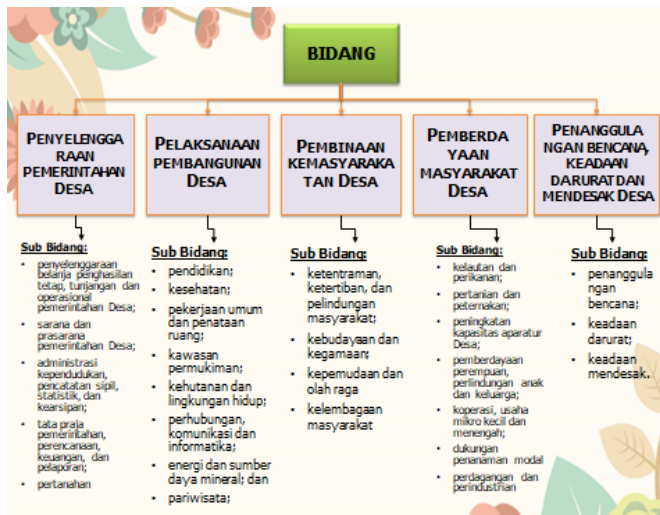 BIDANG
PENYELENGGA
RAAN
PEMERINTAHAN
DESA
Sub Bidang:
• penyelenggaraan
belanja penghasilan
tetap, tunjangan dan
operasional
pemerintahan Desa;
• sarana dan
prasarana
pemerintahan Desa;
• administrasi
kependudukan,
pencatatan sipil,
statistik, dan
kearsipan;
• tata praja
pemerintahan,
perencanaan,
keuangan, dan
pelaporan;
• pertanahan
PELAKSANAAN
PEMBANGUNAN
DESA
Sub Bidang:
• pendidikan;
• kesehatan;
• pekerjaan umum
dan penataan
ruang;
• kawasan
permukiman;
• kehutanan dan
lingkungan hidup;
• perhubungan,
komunikasi dan
informatika;
• energi dan sumber
daya mineral; dan
• pariwisata;
PEMBINAAN
KEMASYARAKA
TAN DESA
Sub Bidang:
• ketentraman,
ketertiban, dan
pelindungan
masyarakat;
• kebudayaan dan
kegamaan;
• kepemudaan dan
olah raga
• kelembagaan
masyarakat
PEMBERDA
YAAN
MASYARAKAT
DESA
Sub Bidang:
• kelautan dan
perikanan;
• pertanian dan
peternakan;
• peningkatan
kapasitas aparatur
Desa;
• pemberdayaan
perempuan,
perlindungan anak
dan keluarga;
• koperasi, usaha
mikro kecil dan
menengah;
• dukungan
penanaman modal
• perdagangan dan
perindustrian
PENANGGULA
NGAN BENCANA,
KEADAAN
DARURAT DAN
MENDESAK DESA
Sub Bidang:
• penanggula
ngan
bencana;
• keadaan
darurat;
• keadaan
mendesak.